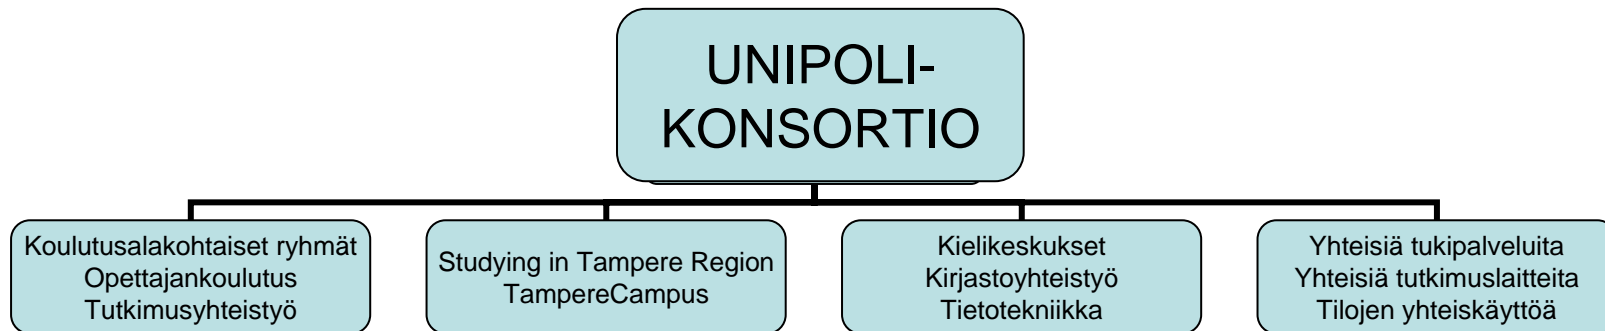 UNIPOLI-
KONSORTIO
Koulutusalakohtaiset ryhmät
Opettajankoulutus
Tutkimusyhteistyö
Studying in Tampere Region
TampereCampus
Kielikeskukset
Kirjastoyhteistyö
Tietotekniikka
Yhteisiä tukipalveluita
Yhteisiä tutkimuslaitteita
Tilojen yhteiskäyttöä